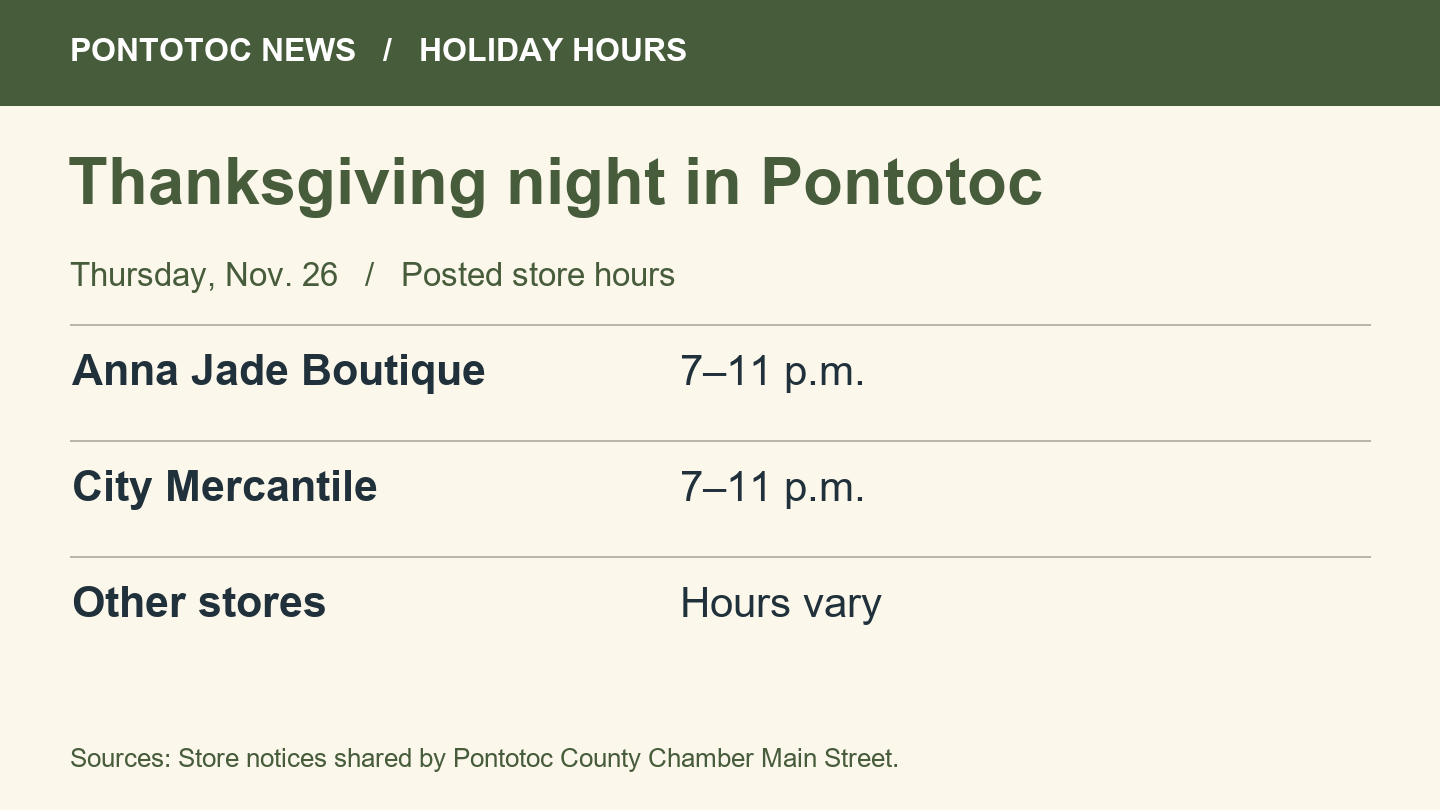 PONTOTOC NEWS / HOLIDAY HOURS
Thanksgiving night in Pontotoc
Thursday, Nov. 26 / Posted store hours
Anna Jade Boutique 7–11 p.m.
City Mercantile 7–11 p.m.
Other stores Hours vary
Sources: Store notices shared by Pontotoc County Chamber Main Street.